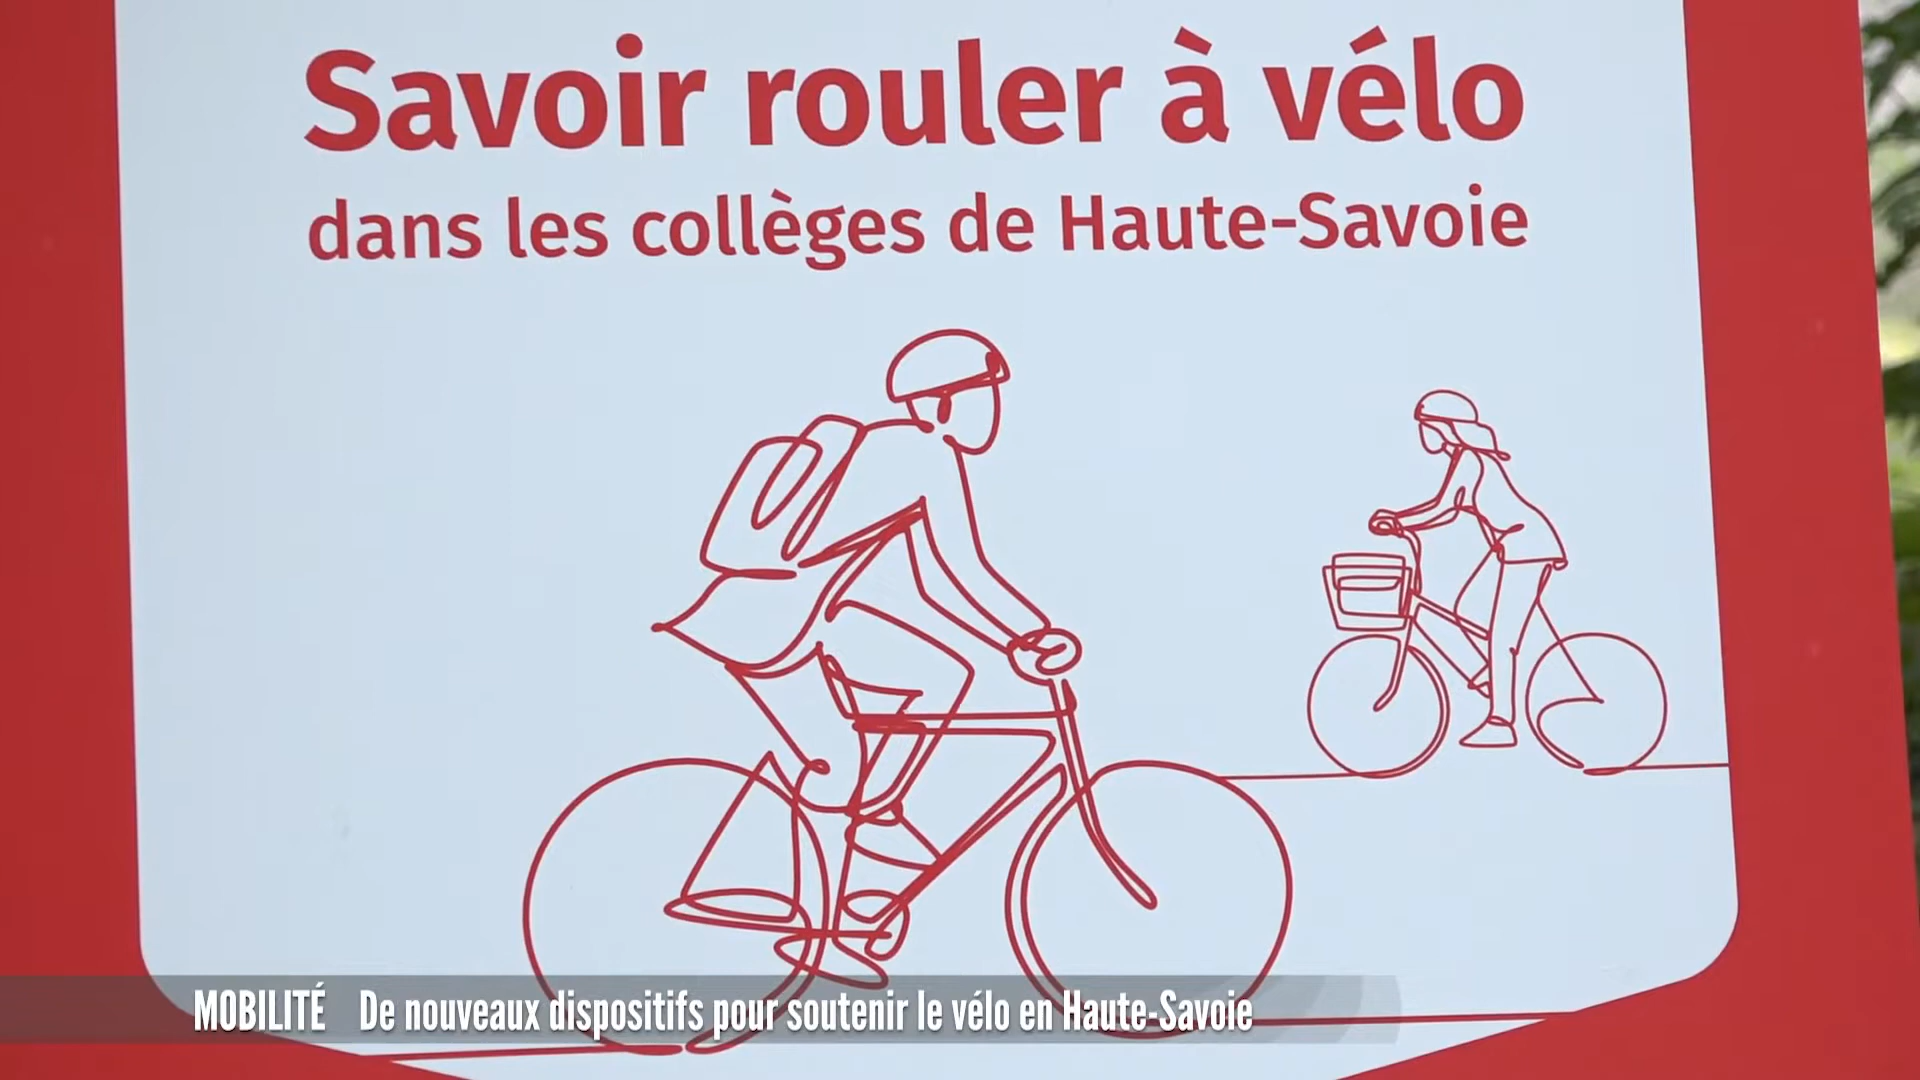 Savoir rouler à vélo
dans les collèges de Haute-Savoie
MOBILITÉ De nouveaux dispositifs pour soutenir le vélo en Haute-Savoie